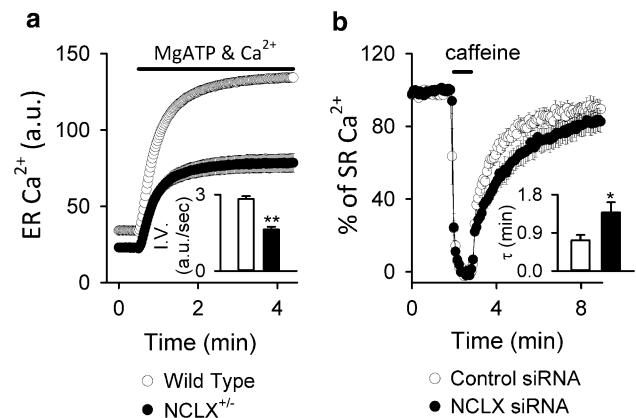 a
MgATP & Ca²⁺
ER Ca²⁺ (a.u.)
150
100
50
0
I.V.
(a.u./sec)
3
0
**
0
2
4
Time (min)
Wild Type
NCLX⁺/⁻
b
caffeine
% of SR Ca²⁺
120
80
40
0
τ (min)
1.8
0.9
0.0
*
0
4
8
Time (min)
Control siRNA
NCLX siRNA